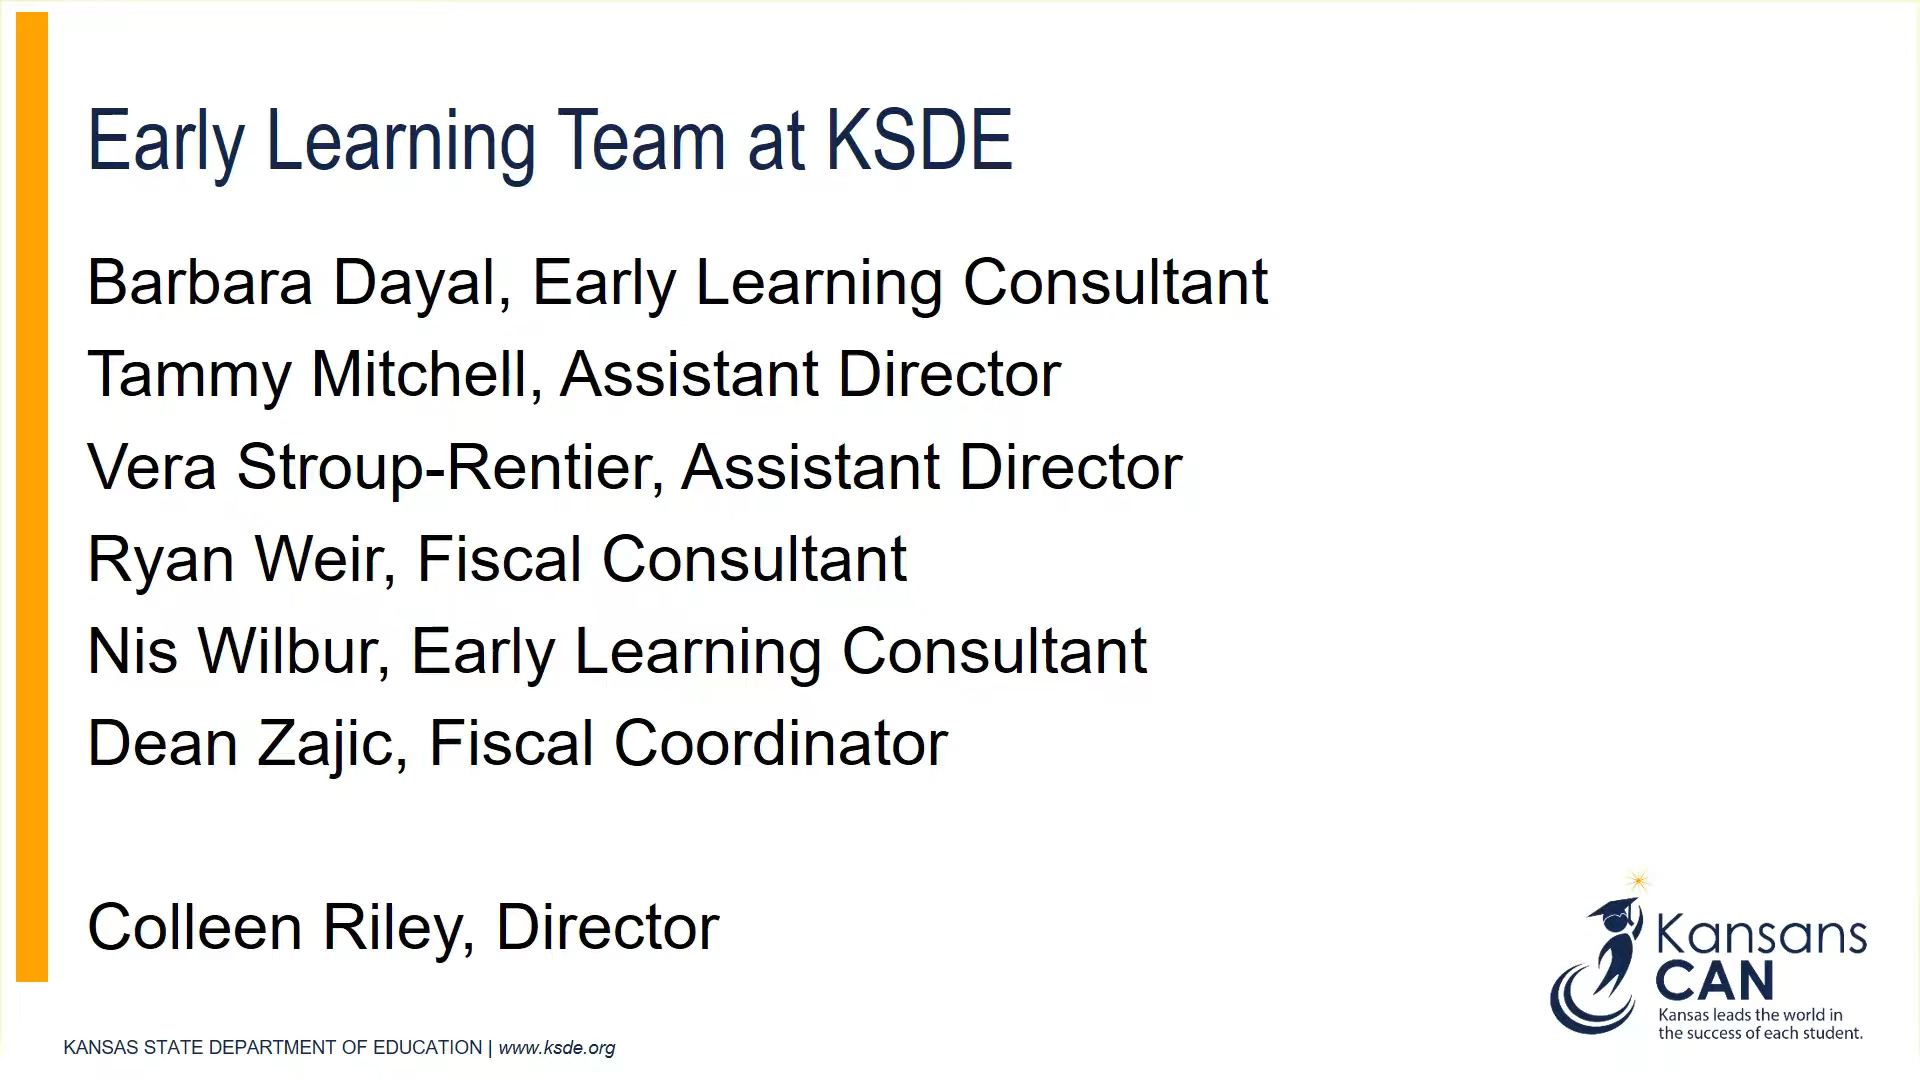 Early Learning Team at KSDE
Barbara Dayal, Early Learning Consultant
Tammy Mitchell, Assistant Director
Vera Stroup-Rentier, Assistant Director
Ryan Weir, Fiscal Consultant
Nis Wilbur, Early Learning Consultant
Dean Zajic, Fiscal Coordinator
Colleen Riley, Director
Kansans
CAN
Kansas leads the world in
the success of each student.
KANSAS STATE DEPARTMENT OF EDUCATION | www.ksde.org